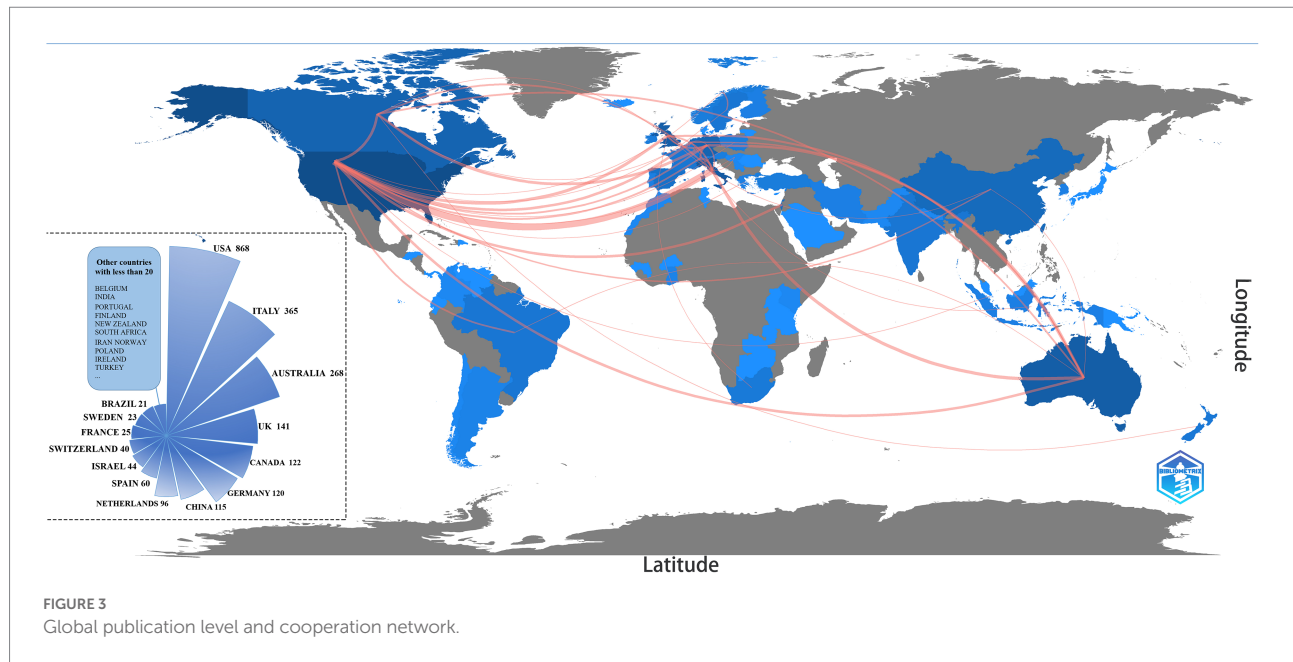 USA 868
Other countries
with less than 20
BELGIUM
INDIA
PORTUGAL
FINLAND
NEW ZEALAND
SOUTH AFRICA
IRAN NORWAY
POLAND
IRELAND
TURKEY
...
ITALY 365
AUSTRALIA 268
BRAZIL 21
SWEDEN 23
UK 141
FRANCE 25
SWITZERLAND 40
CANADA 122
ISRAEL 44
SPAIN 60
GERMANY 120
NETHERLANDS 96
CHINA 115
Longitude
BIBLIOMETRIX
Latitude
FIGURE 3
Global publication level and cooperation network.